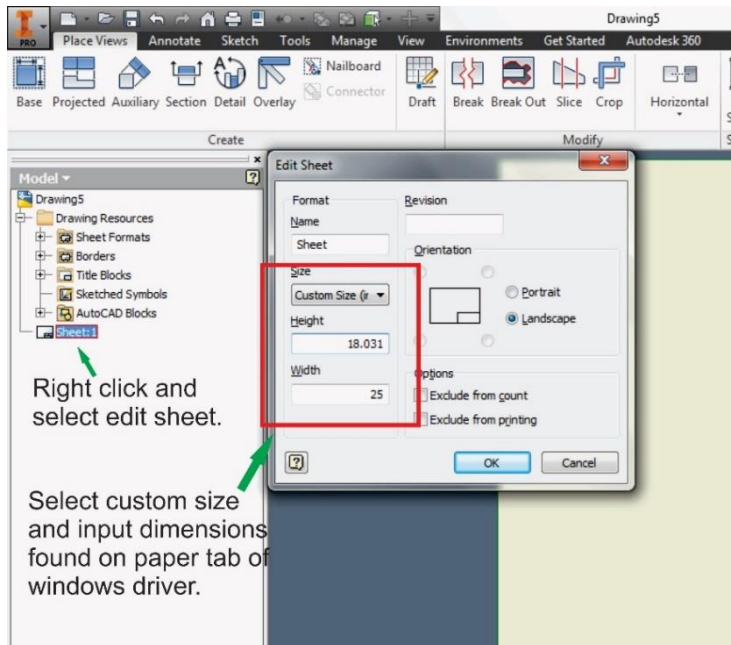 Drawing5
PRO
Place Views Annotate Sketch Tools Manage View Environments Get Started Autodesk 360
Base Projected Auxiliary Section Detail Overlay
Nailboard
Connector
Draft Break Break Out Slice Crop Horizontal
Create
Modify
Model
Drawing5
Drawing Resources
Sheet Formats
Borders
Title Blocks
Sketched Symbols
AutoCAD Blocks
Sheet:1
Right click and
select edit sheet.
Select custom size
and input dimensions
found on paper tab of
windows driver.
Edit Sheet
Format
Name
Sheet
Size
Custom Size (ir
Height
18.031
Width
25
Revision
Orientation
Portrait
Landscape
Options
Exclude from count
Exclude from printing
OK Cancel